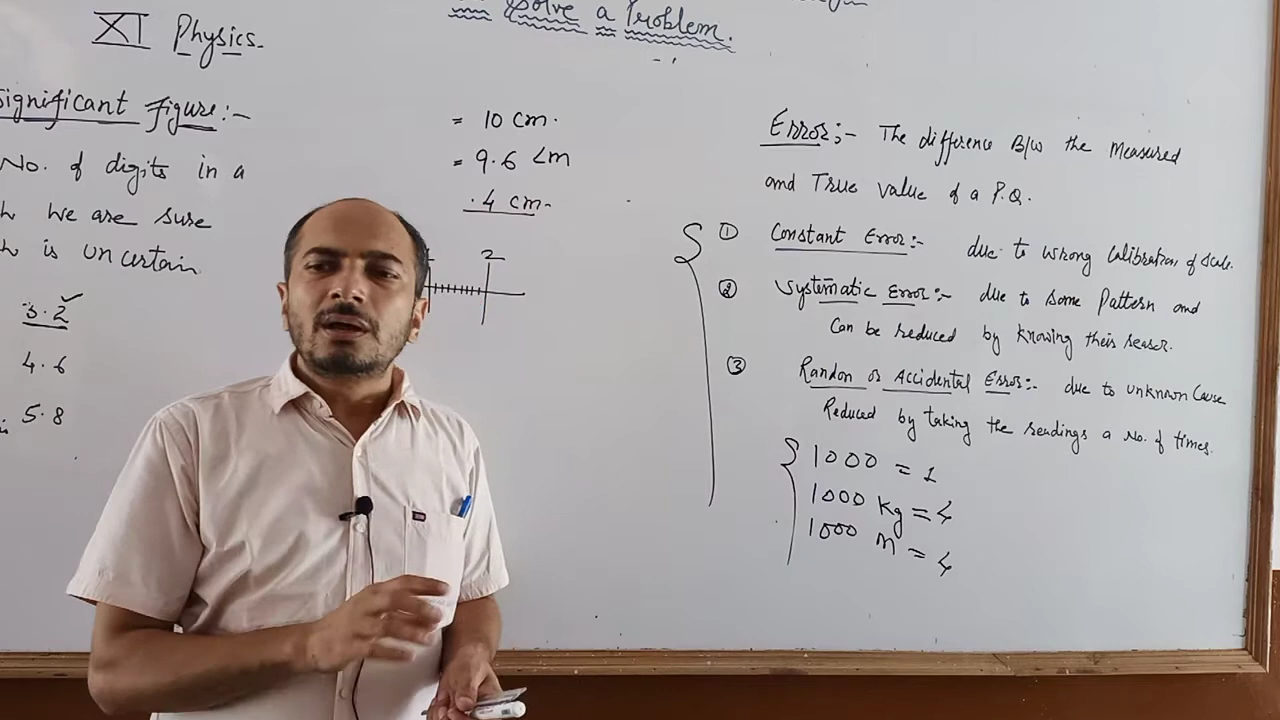 Solve a Problem.
XI Physics.
Significant figure:-
No. of digits in a
we are sure
is uncertain
3.2 ✓
4.6
5.8
= 10 cm.
= 9.6 cm
.4 cm-
2
Error:- The difference B/w the Measured
and True value of a P.Q.
① Constant Error:- due to wrong Calibration of Scale.
② Systematic Error:- due to some Pattern and
Can be reduced by knowing their reason.
③ Randon or Accidental Error:- due to unknown Cause
Reduced by taking the readings a No. of times.
1000 = 1
1000 kg = 4
1000 m = 4